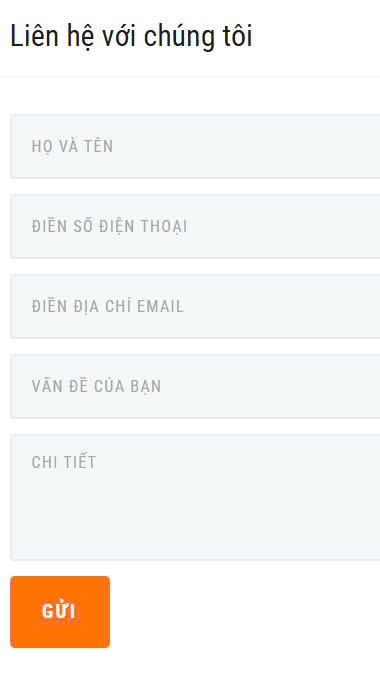 Liên hệ với chúng tôi
HỌ VÀ TÊN
ĐIỀN SỐ ĐIỆN THOẠI
ĐIỀN ĐỊA CHỈ EMAIL
VẤN ĐỀ CỦA BẠN
CHI TIẾT
GỬI